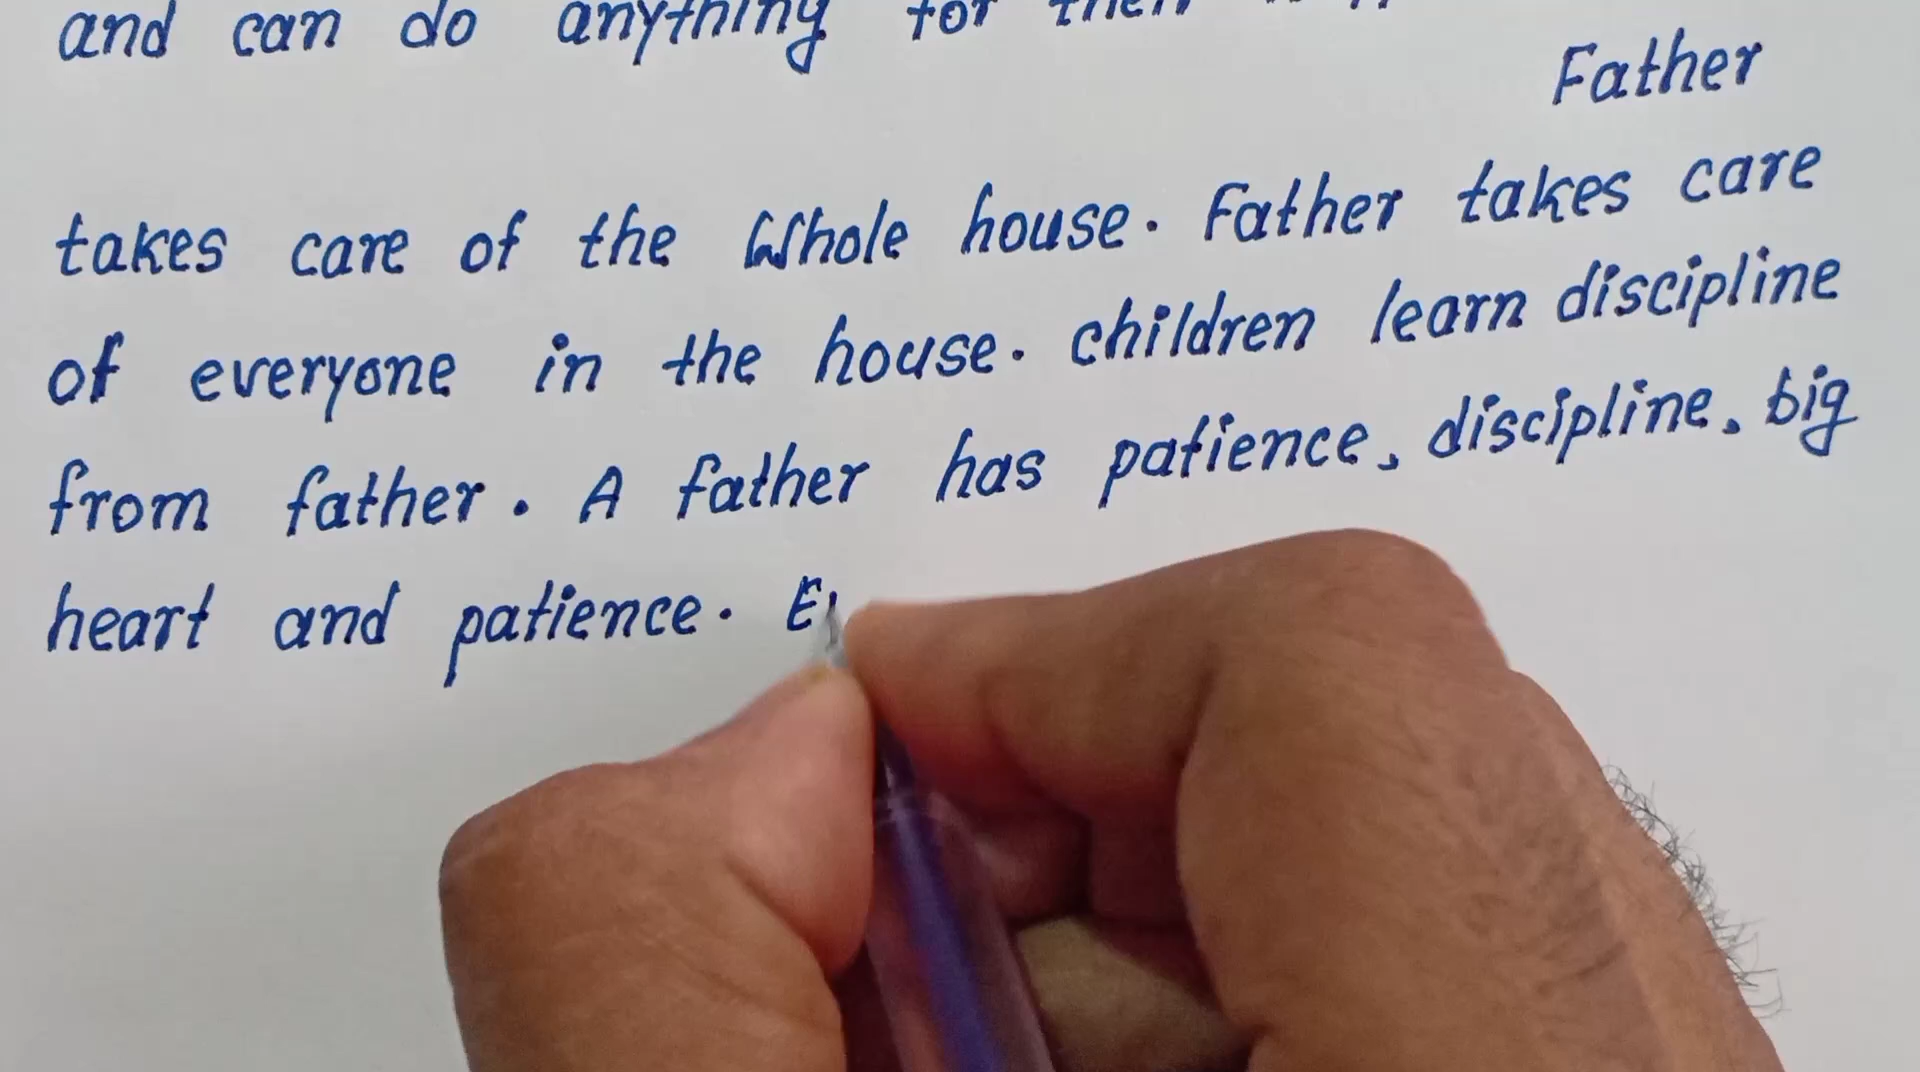 and can do anything for their
Father
takes care of the Whole house. Father takes care
of everyone in the house. children learn discipline
from father. A father has patience, discipline, big
heart and patience. E